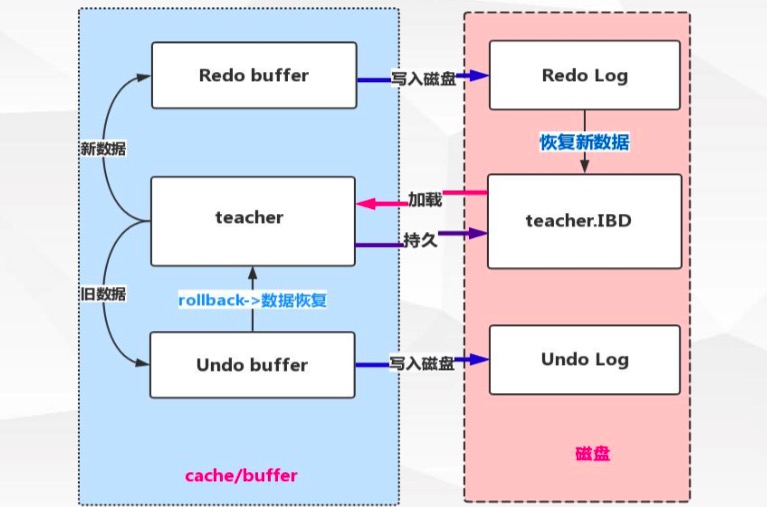 Redo buffer
写入磁盘
Redo Log
新数据
恢复新数据
teacher
加载
持久
teacher.IBD
旧数据
rollback->数据恢复
Undo buffer
写入磁盘
Undo Log
cache/buffer
磁盘